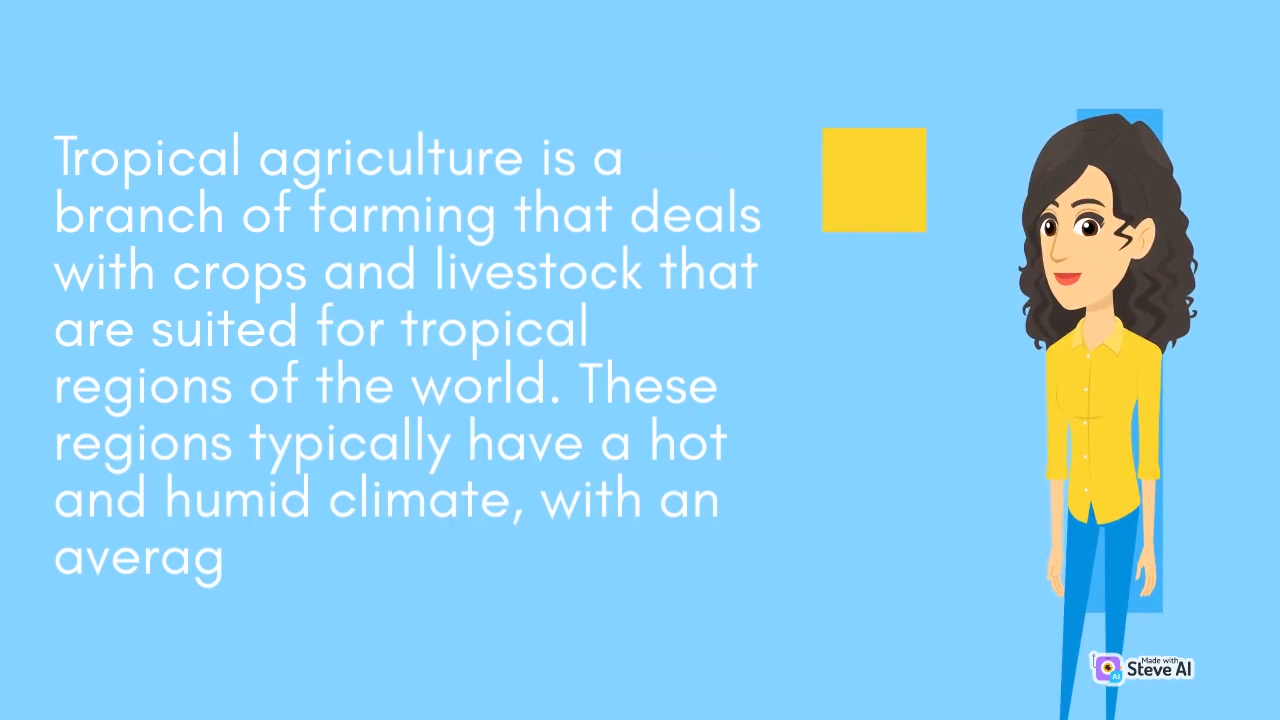 Tropical agriculture is a
branch of farming that deals
with crops and livestock that
are suited for tropical
regions of the world. These
regions typically have a hot
and humid climate, with an
averag
Made with
Steve AI
AI